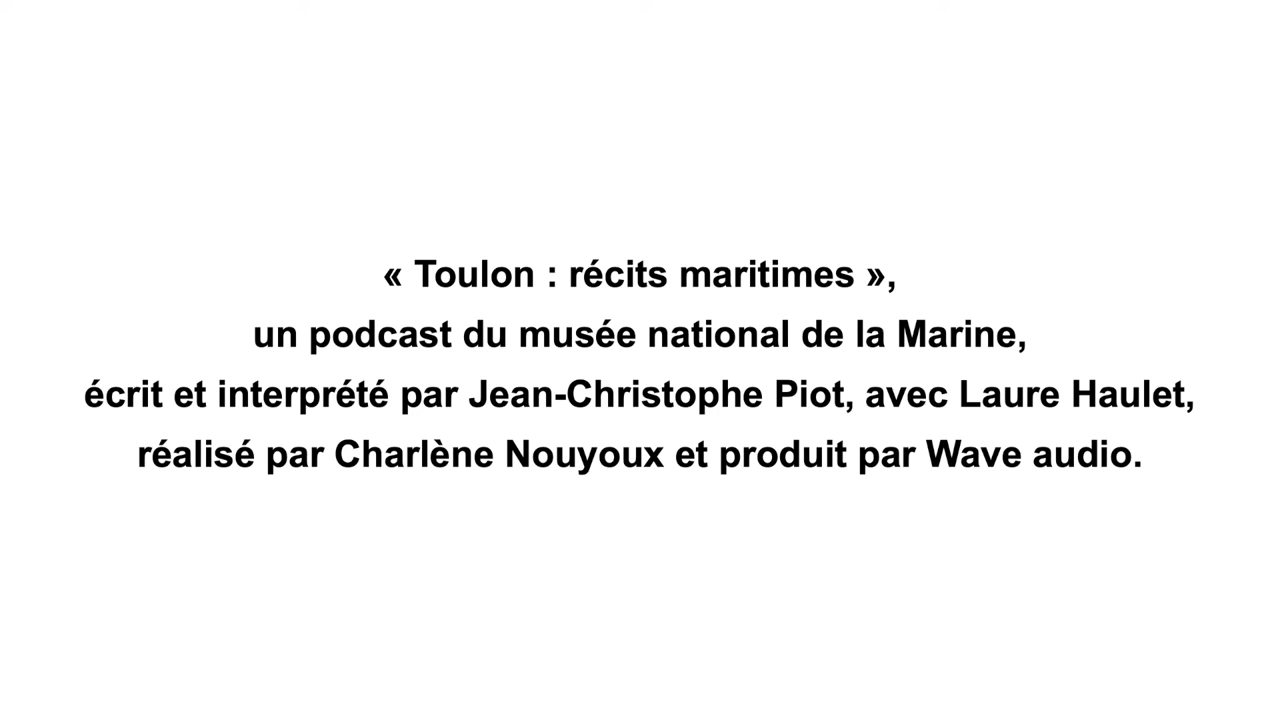 « Toulon : récits maritimes »,
un podcast du musée national de la Marine,
écrit et interprété par Jean-Christophe Piot, avec Laure Haulet,
réalisé par Charlène Nouyoux et produit par Wave audio.